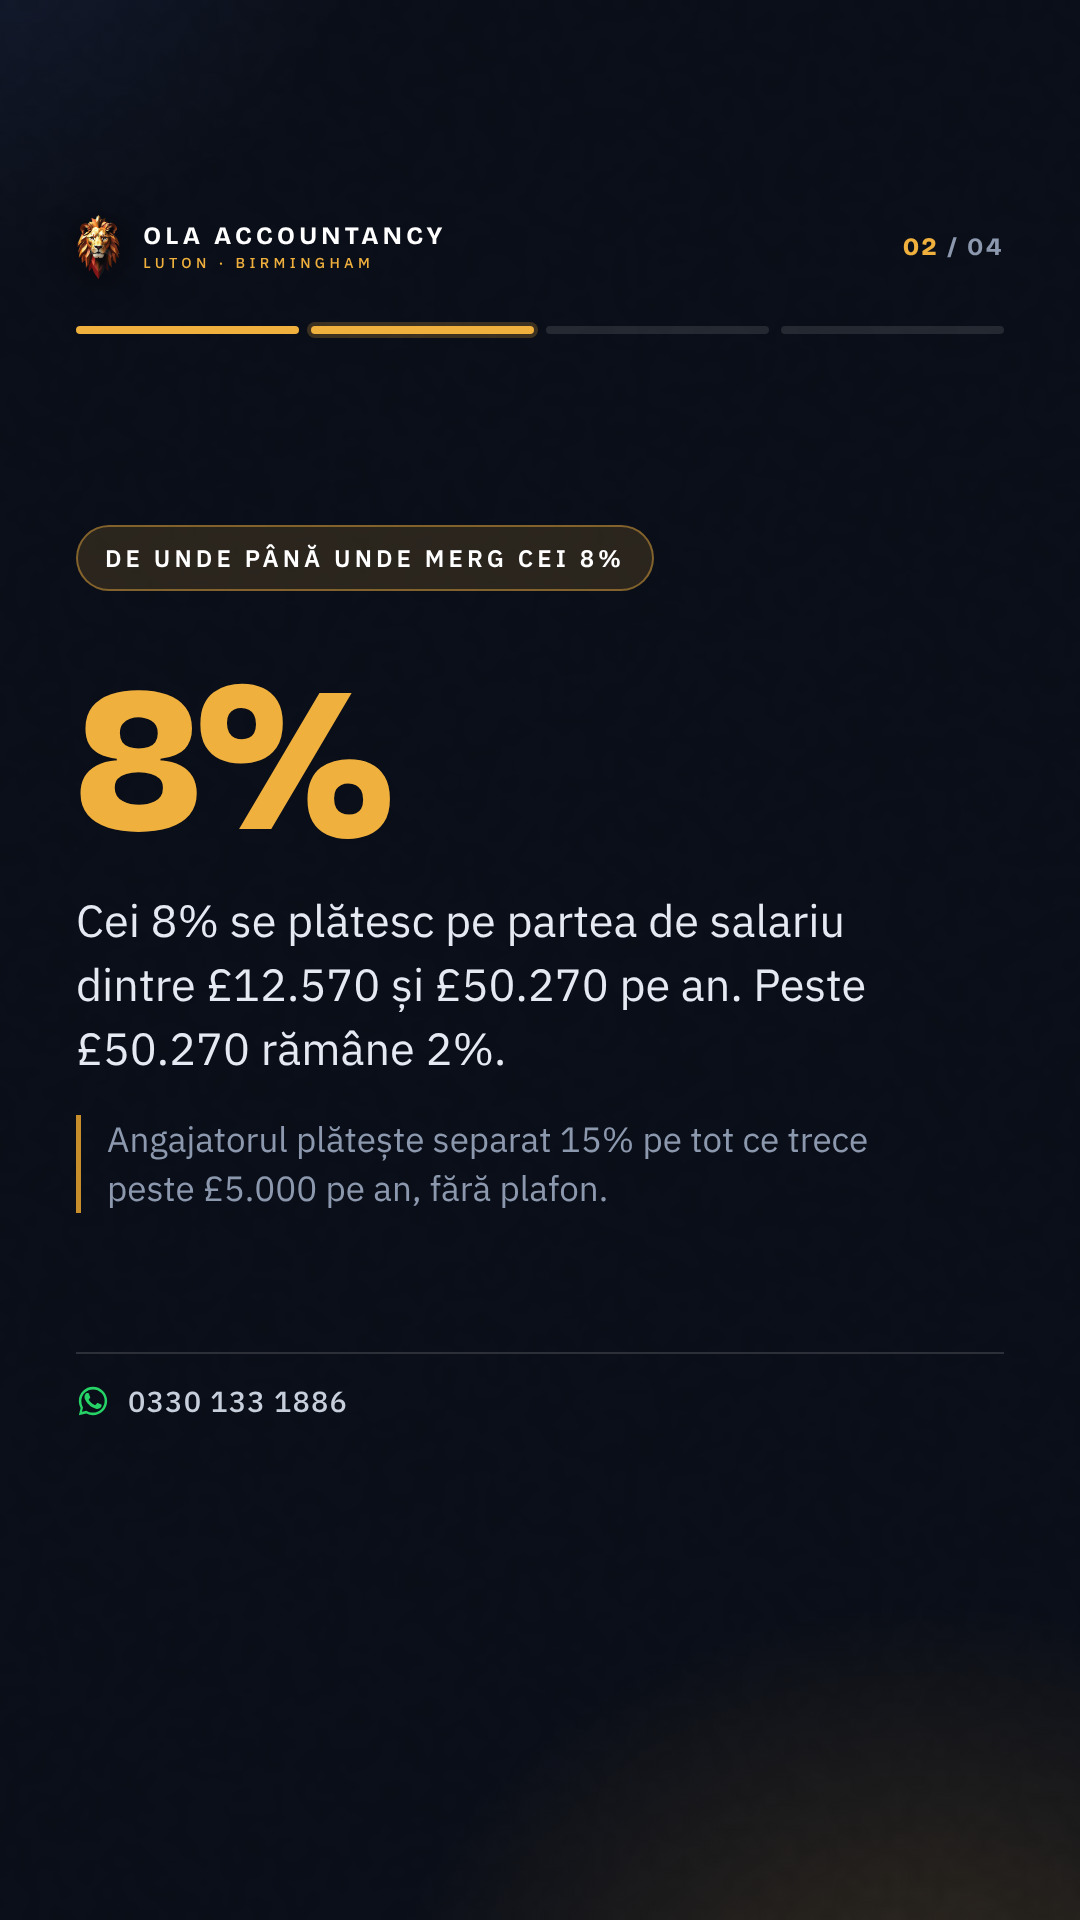 OLA ACCOUNTANCY
LUTON · BIRMINGHAM
02 / 04
DE UNDE PÂNĂ UNDE MERG CEI 8%
8%
Cei 8% se plătesc pe partea de salariu
dintre £12.570 și £50.270 pe an. Peste
£50.270 rămâne 2%.
Angajatorul plătește separat 15% pe tot ce trece
peste £5.000 pe an, fără plafon.
0330 133 1886